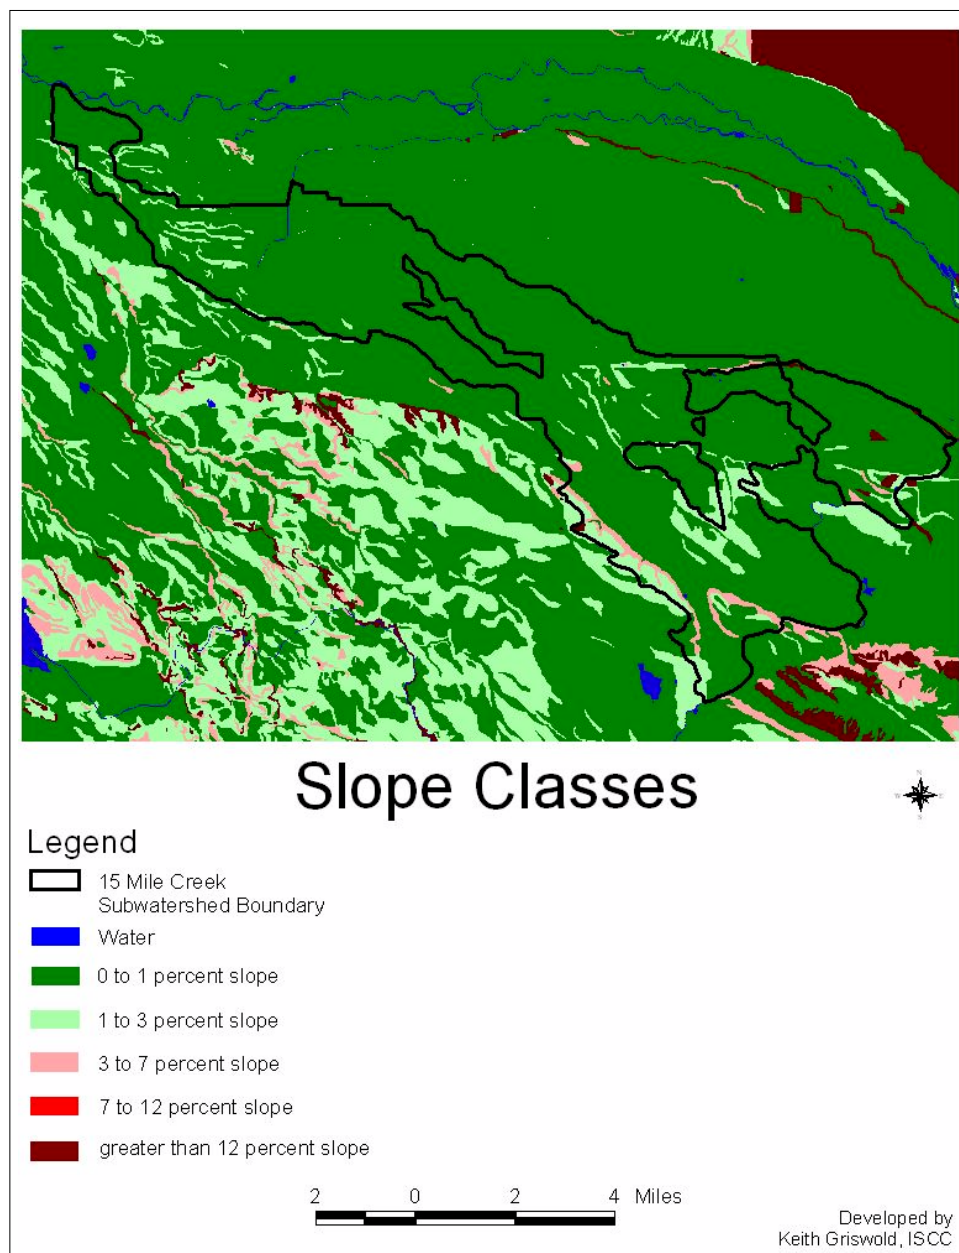 Slope Classes
N
W E
S
Legend
15 Mile Creek
Subwatershed Boundary
Water
0 to 1 percent slope
1 to 3 percent slope
3 to 7 percent slope
7 to 12 percent slope
greater than 12 percent slope
2 0 2 4 Miles
Developed by
Keith Griswold, ISCC